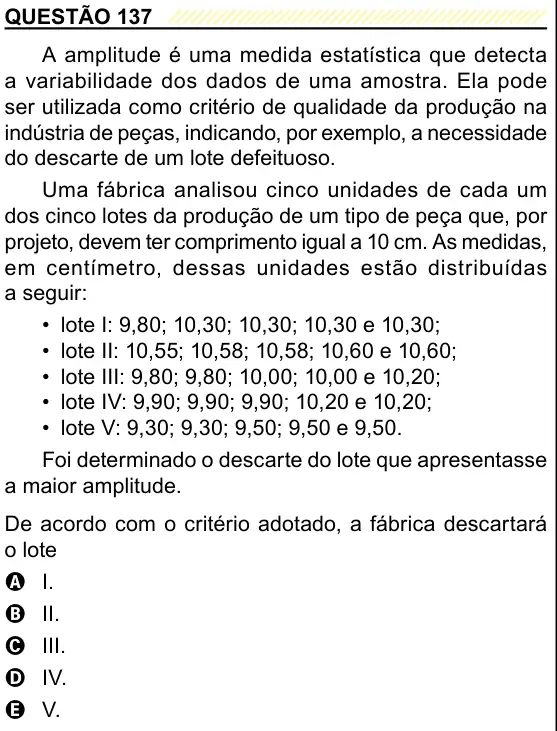 QUESTÃO 137
A amplitude é uma medida estatística que detecta
a variabilidade dos dados de uma amostra. Ela pode
ser utilizada como critério de qualidade da produção na
indústria de peças, indicando, por exemplo, a necessidade
do descarte de um lote defeituoso.
Uma fábrica analisou cinco unidades de cada um
dos cinco lotes da produção de um tipo de peça que, por
projeto, devem ter comprimento igual a 10 cm. As medidas,
em centímetro, dessas unidades estão distribuídas
a seguir:
• lote I: 9,80; 10,30; 10,30; 10,30 e 10,30;
• lote II: 10,55; 10,58; 10,58; 10,60 e 10,60;
• lote III: 9,80; 9,80; 10,00; 10,00 e 10,20;
• lote IV: 9,90; 9,90; 9,90; 10,20 e 10,20;
• lote V: 9,30; 9,30; 9,50; 9,50 e 9,50.
Foi determinado o descarte do lote que apresentasse
a maior amplitude.
De acordo com o critério adotado, a fábrica descartará
o lote
A I.
B II.
C III.
D IV.
E V.